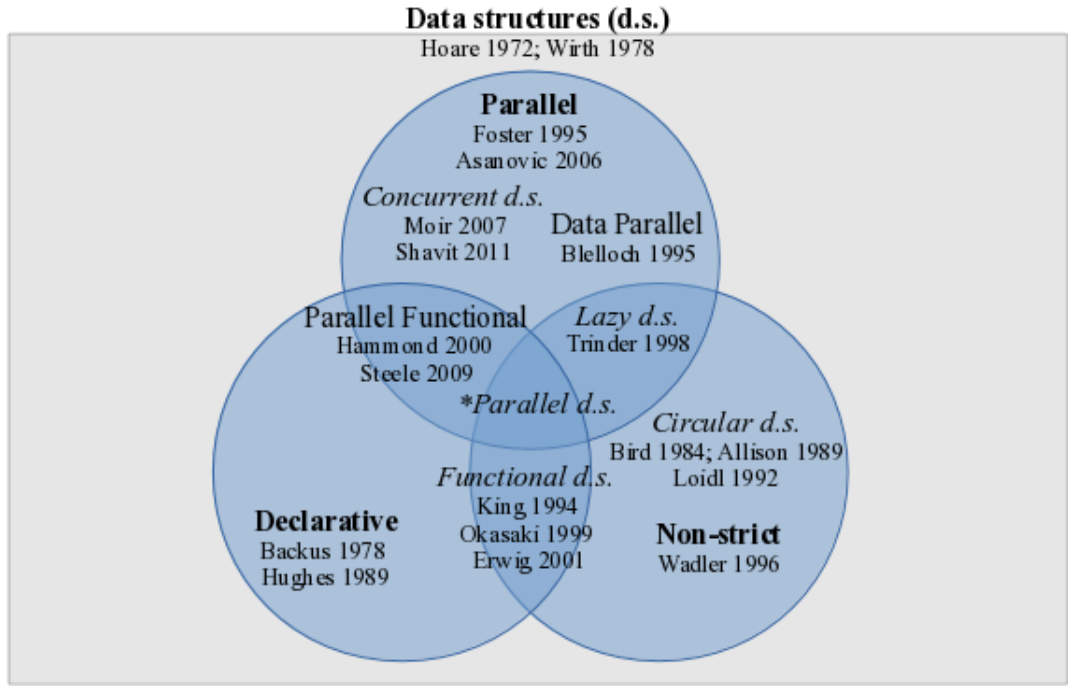 Data structures (d.s.)
Hoare 1972; Wirth 1978
Parallel
Foster 1995
Asanovic 2006
Concurrent d.s.
Moir 2007
Shavit 2011
Data Parallel
Blelloch 1995
Parallel Functional
Hammond 2000
Steele 2009
Lazy d.s.
Trinder 1998
*Parallel d.s.
Circular d.s.
Bird 1984; Allison 1989
Loidl 1992
Functional d.s.
King 1994
Okasaki 1999
Erwig 2001
Declarative
Backus 1978
Hughes 1989
Non-strict
Wadler 1996